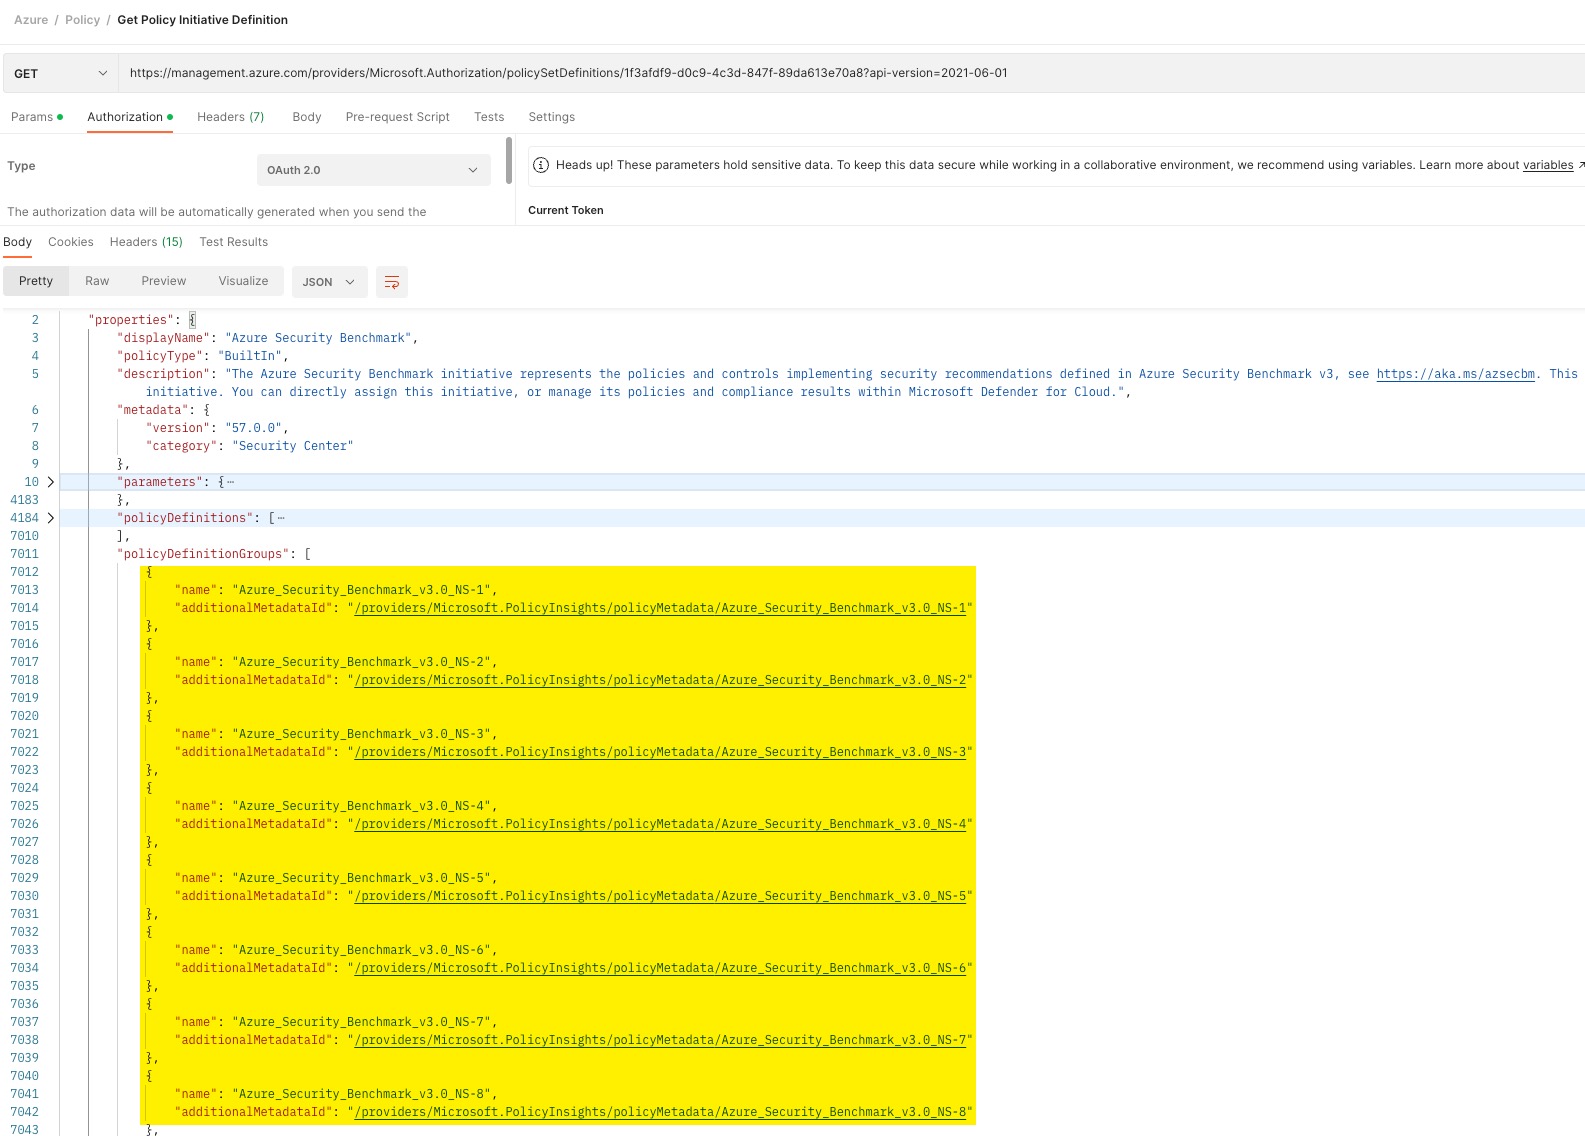 Azure / Policy / Get Policy Initiative Definition
GET https://management.azure.com/providers/Microsoft.Authorization/policySetDefinitions/1f3afdf9-d0c9-4c3d-847f-89da613e70a8?api-version=2021-06-01
Params Authorization Headers (7) Body Pre-request Script Tests Settings
Type OAuth 2.0
Heads up! These parameters hold sensitive data. To keep this data secure while working in a collaborative environment, we recommend using variables. Learn more about variables ↗
The authorization data will be automatically generated when you send the
Current Token
Body Cookies Headers (15) Test Results
Pretty Raw Preview Visualize JSON
2 "properties": {
3 "displayName": "Azure Security Benchmark",
4 "policyType": "BuiltIn",
5 "description": "The Azure Security Benchmark initiative represents the policies and controls implementing security recommendations defined in Azure Security Benchmark v3, see https://aka.ms/azsecbm. This
initiative. You can directly assign this initiative, or manage its policies and compliance results within Microsoft Defender for Cloud.",
6 "metadata": {
7 "version": "57.0.0",
8 "category": "Security Center"
9 },
10 "parameters": {⋯
4183 },
4184 "policyDefinitions": [⋯
7010 ],
7011 "policyDefinitionGroups": [
7012 {
7013 "name": "Azure_Security_Benchmark_v3.0_NS-1",
7014 "additionalMetadataId": "/providers/Microsoft.PolicyInsights/policyMetadata/Azure_Security_Benchmark_v3.0_NS-1"
7015 },
7016 {
7017 "name": "Azure_Security_Benchmark_v3.0_NS-2",
7018 "additionalMetadataId": "/providers/Microsoft.PolicyInsights/policyMetadata/Azure_Security_Benchmark_v3.0_NS-2"
7019 },
7020 {
7021 "name": "Azure_Security_Benchmark_v3.0_NS-3",
7022 "additionalMetadataId": "/providers/Microsoft.PolicyInsights/policyMetadata/Azure_Security_Benchmark_v3.0_NS-3"
7023 },
7024 {
7025 "name": "Azure_Security_Benchmark_v3.0_NS-4",
7026 "additionalMetadataId": "/providers/Microsoft.PolicyInsights/policyMetadata/Azure_Security_Benchmark_v3.0_NS-4"
7027 },
7028 {
7029 "name": "Azure_Security_Benchmark_v3.0_NS-5",
7030 "additionalMetadataId": "/providers/Microsoft.PolicyInsights/policyMetadata/Azure_Security_Benchmark_v3.0_NS-5"
7031 },
7032 {
7033 "name": "Azure_Security_Benchmark_v3.0_NS-6",
7034 "additionalMetadataId": "/providers/Microsoft.PolicyInsights/policyMetadata/Azure_Security_Benchmark_v3.0_NS-6"
7035 },
7036 {
7037 "name": "Azure_Security_Benchmark_v3.0_NS-7",
7038 "additionalMetadataId": "/providers/Microsoft.PolicyInsights/policyMetadata/Azure_Security_Benchmark_v3.0_NS-7"
7039 },
7040 {
7041 "name": "Azure_Security_Benchmark_v3.0_NS-8",
7042 "additionalMetadataId": "/providers/Microsoft.PolicyInsights/policyMetadata/Azure_Security_Benchmark_v3.0_NS-8"
7043 },